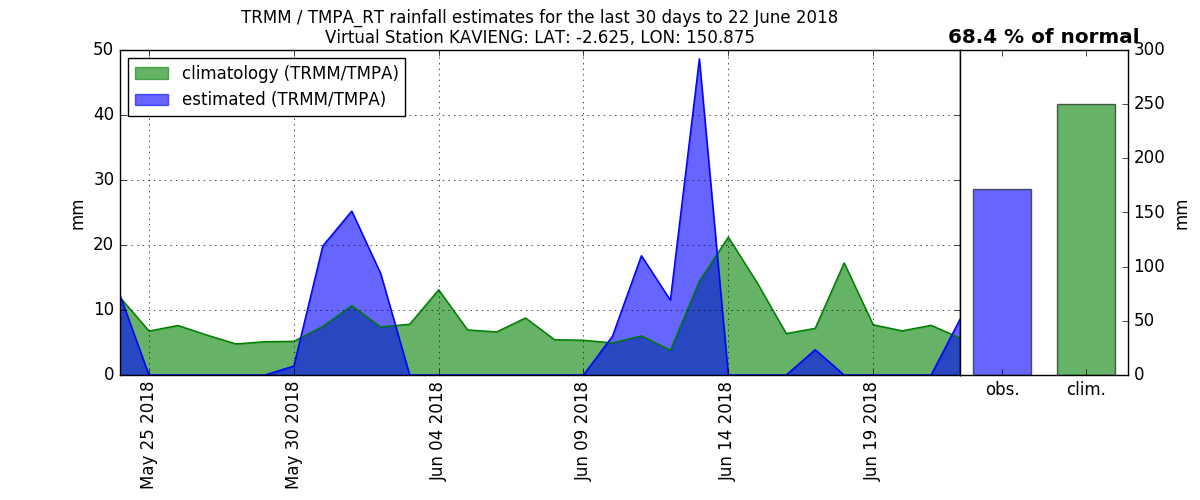 TRMM / TMPA_RT rainfall estimates for the last 30 days to 22 June 2018
Virtual Station KAVIENG: LAT: -2.625, LON: 150.875
68.4 % of normal
climatology (TRMM/TMPA)
estimated (TRMM/TMPA)
50
40
30
20
10
0
mm
May 25 2018
May 30 2018
Jun 04 2018
Jun 09 2018
Jun 14 2018
Jun 19 2018
obs.
clim.
300
250
200
150
100
50
0
mm